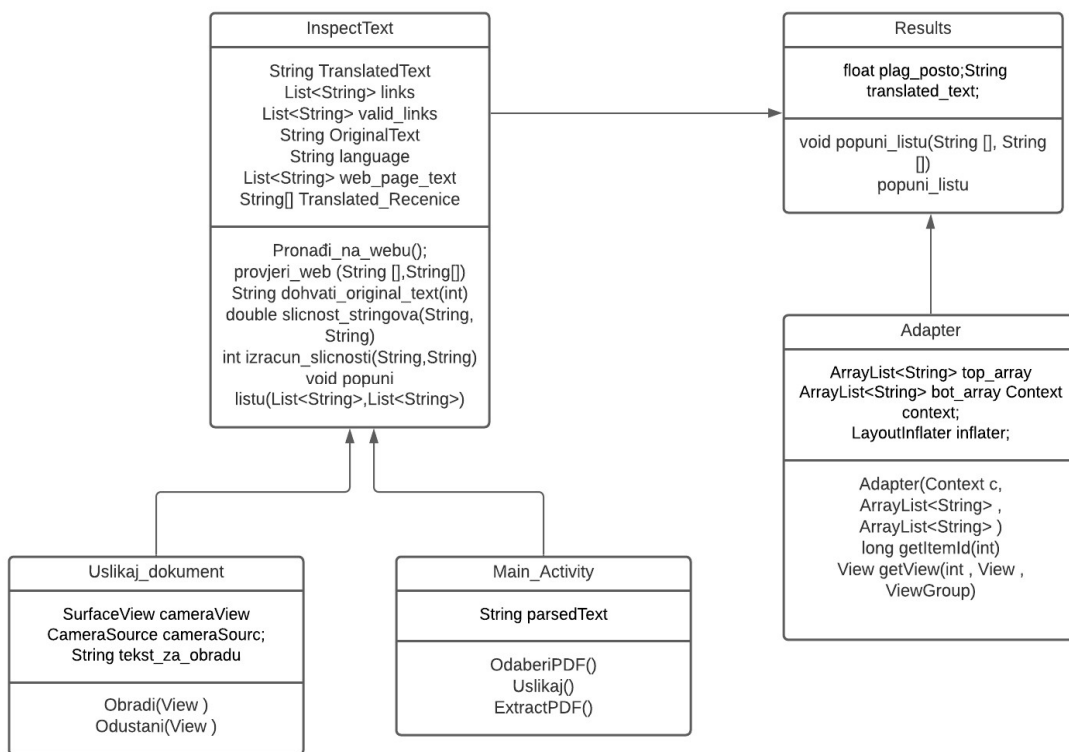 InspectText
String TranslatedText
List<String> links
List<String> valid_links
String OriginalText
String language
List<String> web_page_text
String[] Translated_Recenice
Pronađi_na_webu();
provjeri_web (String [],String[])
String dohvati_original_text(int)
double slicnost_stringova(String,
String)
int izracun_slicnosti(String,String)
void popuni
listu(List<String>,List<String>)
Results
float plag_posto;String
translated_text;
void popuni_listu(String [], String
[])
popuni_listu
Adapter
ArrayList<String> top_array
ArrayList<String> bot_array Context
context;
LayoutInflater inflater;
Adapter(Context c,
ArrayList<String> ,
ArrayList<String> )
long getItemId(int)
View getView(int , View ,
ViewGroup)
Uslikaj_dokument
SurfaceView cameraView
CameraSource cameraSourc;
String tekst_za_obradu
Obradi(View )
Odustani(View )
Main_Activity
String parsedText
OdaberiPDF()
Uslikaj()
ExtractPDF()